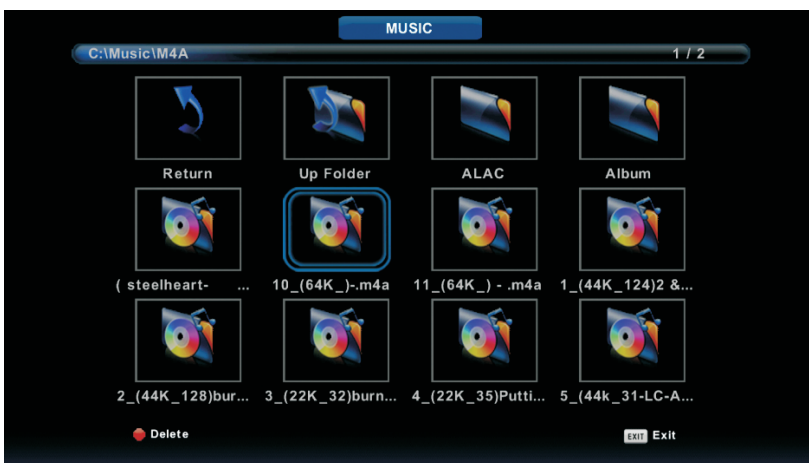 MUSIC
C:\Music\M4A 1 / 2
Return Up Folder ALAC Album
( steelheart- ... 10_(64K_)-.m4a 11_(64K_) - .m4a 1_(44K_124)2 &...
2_(44K_128)bur... 3_(22K_32)burn... 4_(22K_35)Putti... 5_(44k_31-LC-A...
Delete EXIT Exit